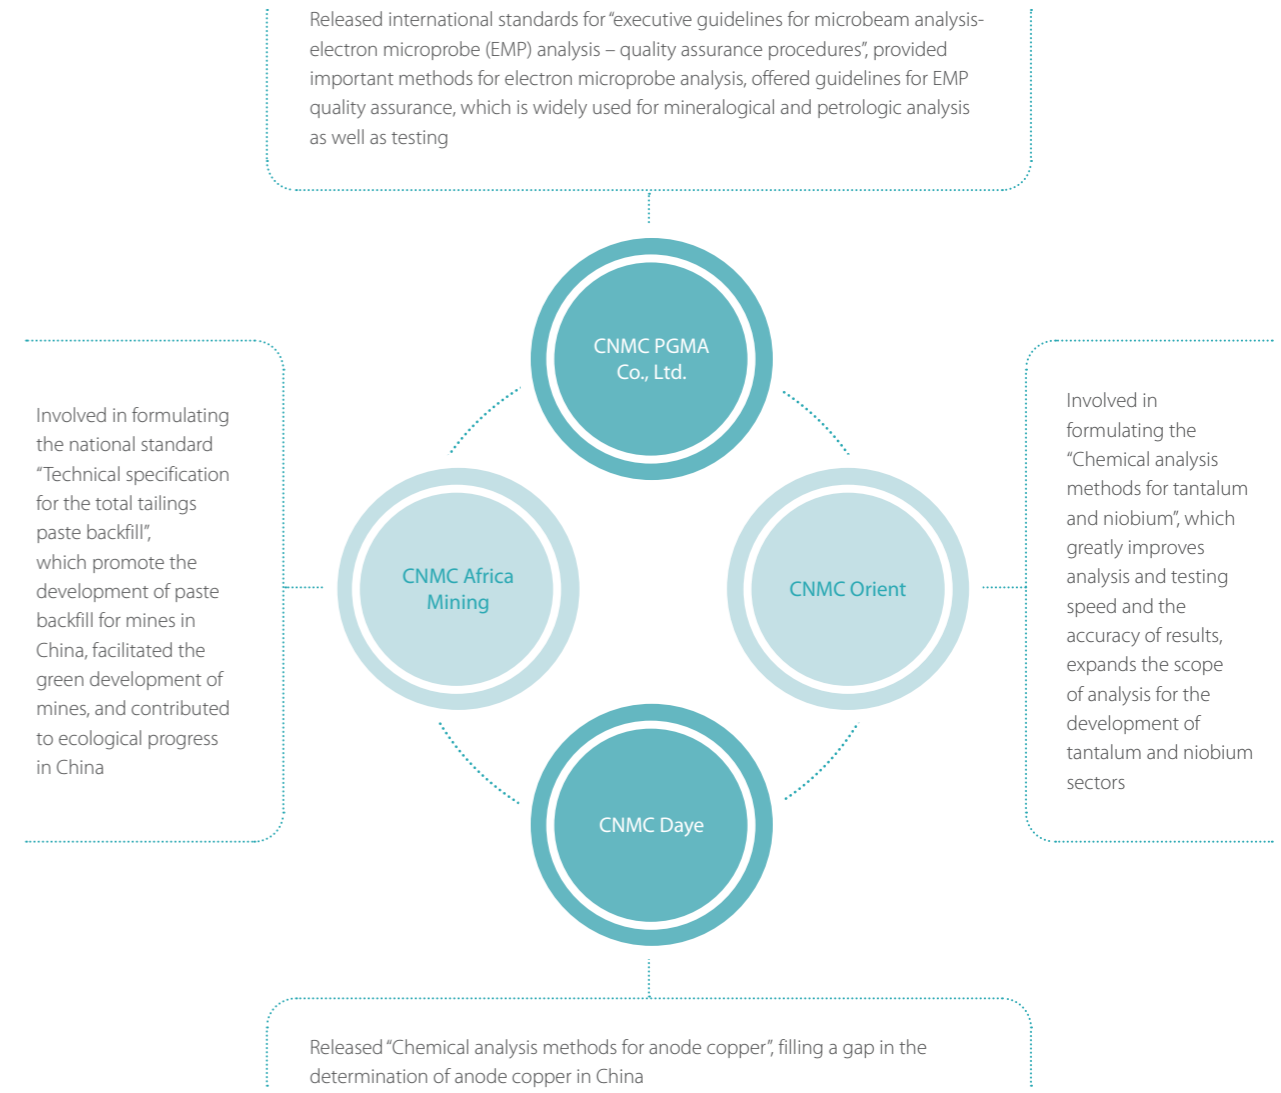 Released international standards for “executive guidelines for microbeam analysis-
electron microprobe (EMP) analysis – quality assurance procedures”, provided
important methods for electron microprobe analysis, offered guidelines for EMP
quality assurance, which is widely used for mineralogical and petrologic analysis
as well as testing
CNMC PGMA
Co., Ltd.
Involved in formulating
the national standard
“Technical specification
for the total tailings
paste backfill”,
which promote the
development of paste
backfill for mines in
China, facilitated the
green development of
mines, and contributed
to ecological progress
in China
CNMC Africa
Mining
CNMC Orient
Involved in
formulating the
“Chemical analysis
methods for tantalum
and niobium”, which
greatly improves
analysis and testing
speed and the
accuracy of results,
expands the scope
of analysis for the
development of
tantalum and niobium
sectors
CNMC Daye
Released “Chemical analysis methods for anode copper”, filling a gap in the
determination of anode copper in China